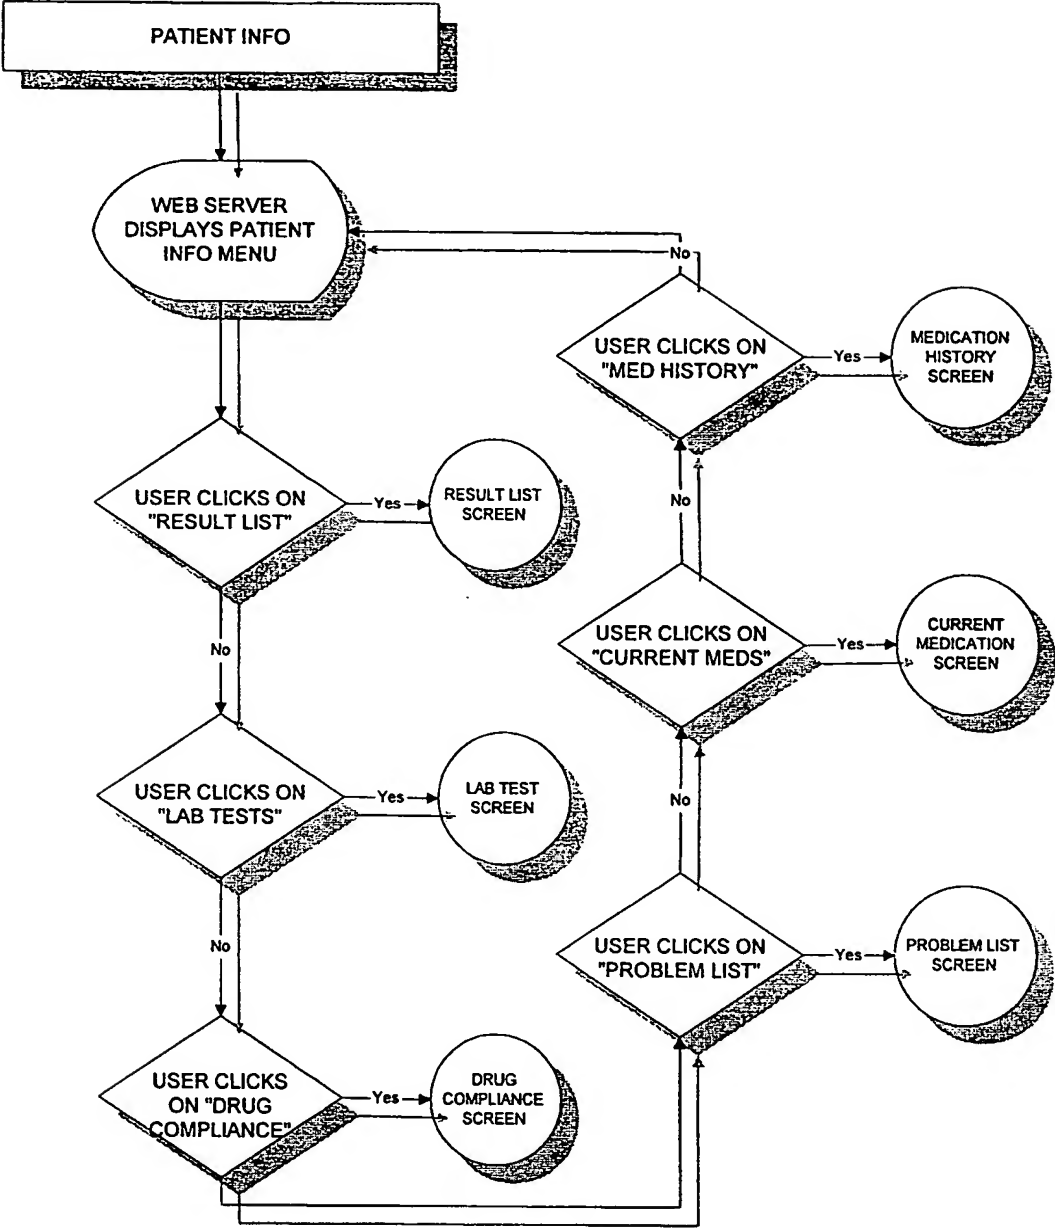 PATIENT INFO
WEB SERVER
DISPLAYS PATIENT
INFO MENU
USER CLICKS ON
"RESULT LIST"
Yes
RESULT LIST
SCREEN
No
USER CLICKS ON
"LAB TESTS"
Yes
LAB TEST
SCREEN
No
USER CLICKS
ON "DRUG
COMPLIANCE"
Yes
DRUG
COMPLIANCE
SCREEN
USER CLICKS ON
"PROBLEM LIST"
Yes
PROBLEM LIST
SCREEN
No
USER CLICKS ON
"CURRENT MEDS"
Yes
CURRENT
MEDICATION
SCREEN
No
USER CLICKS ON
"MED HISTORY"
Yes
MEDICATION
HISTORY
SCREEN
No